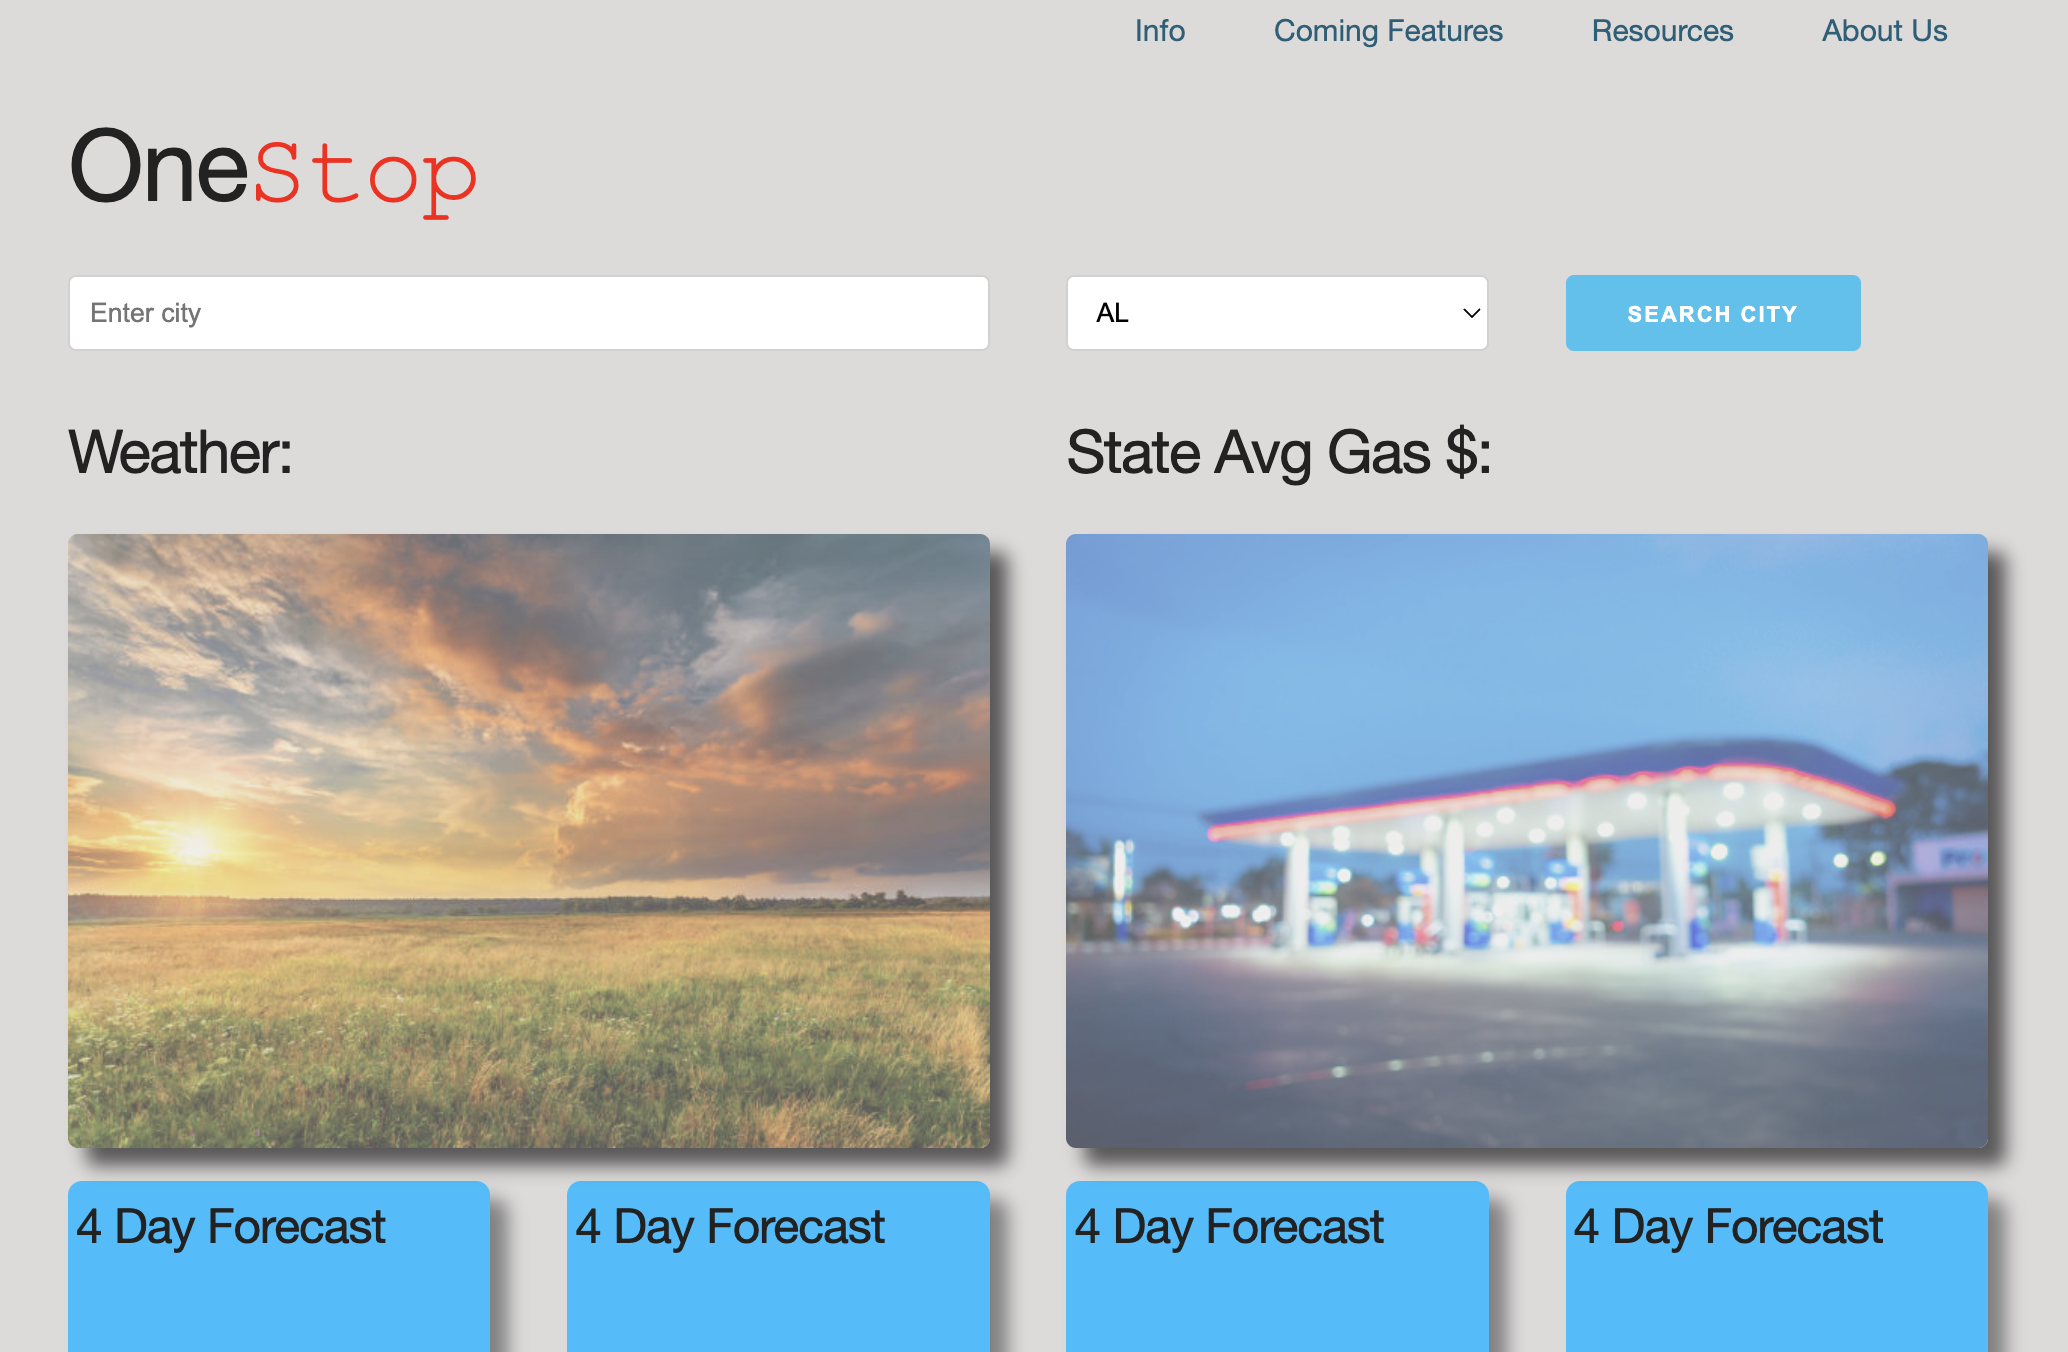 Info Coming Features Resources About Us
OneStop
Enter city
AL
SEARCH CITY
Weather:
State Avg Gas $:
4 Day Forecast
4 Day Forecast
4 Day Forecast
4 Day Forecast